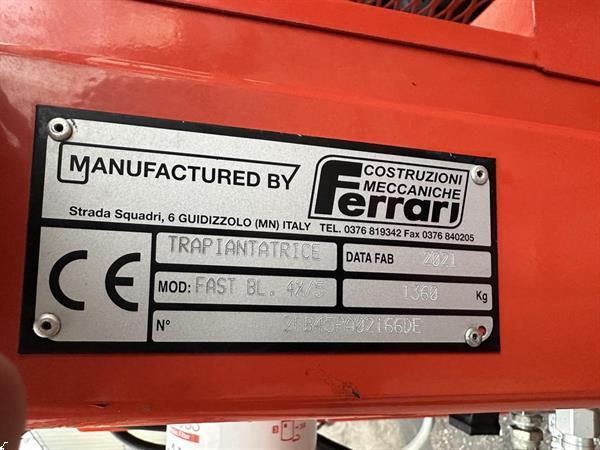 MANUFACTURED BY
COSTRUZIONI
MECCANICHE
Ferrari
Strada Squadri, 6 GUIDIZZOLO (MN) ITALY TEL. 0376 819342 Fax 0376 840205
CE
TRAPIANTATRICE
DATA FAB 2021
MOD: FAST BL. 4X/5
1360 Kg
N°